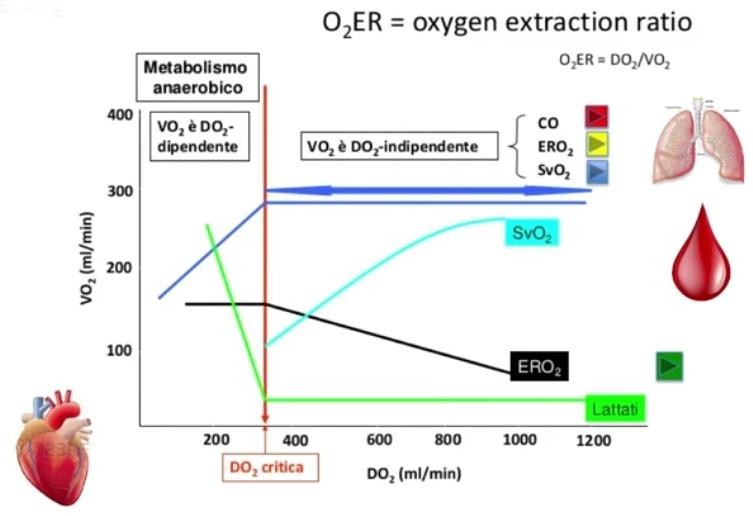 O₂ER = oxygen extraction ratio
O₂ER = DO₂/VO₂
Metabolismo
anaerobico
VO₂ è DO₂-
dipendente
VO₂ è DO₂-indipendente
CO
ERO₂
SvO₂
400
300
200
100
VO₂ (ml/min)
SvO₂
ERO₂
Lattati
200 400 600 800 1000 1200
DO₂ critica
DO₂ (ml/min)